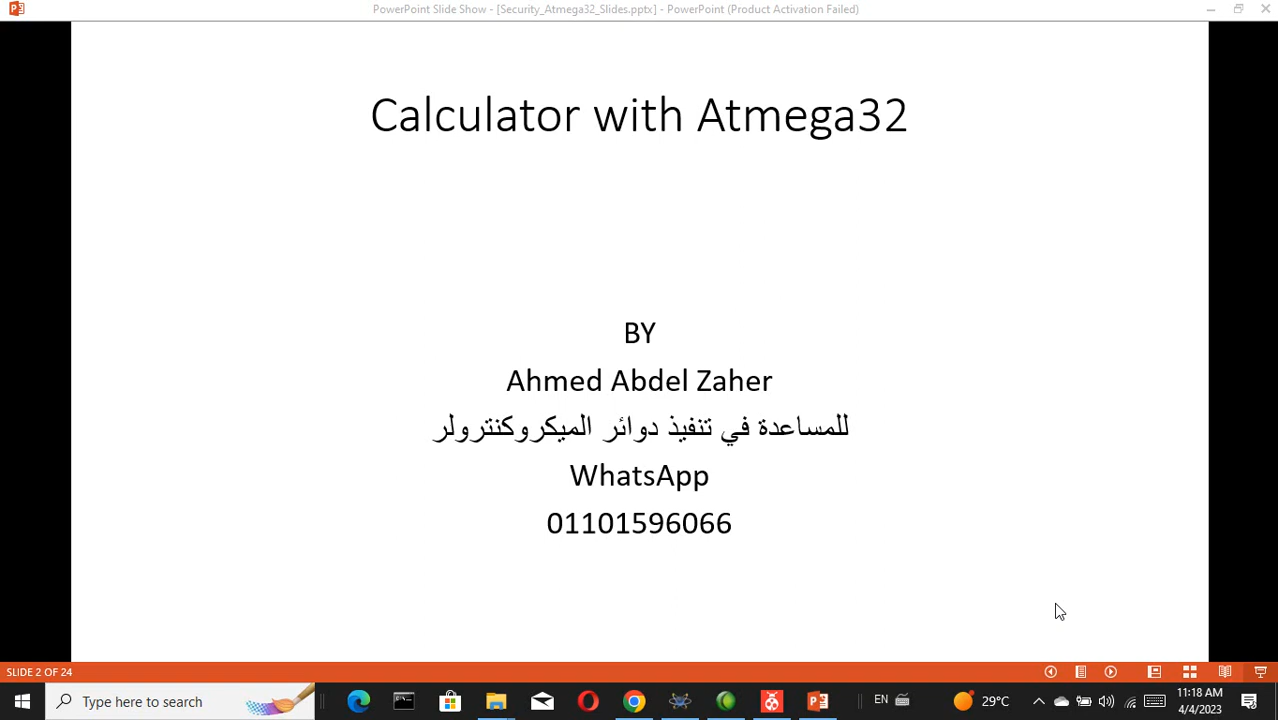 PowerPoint Slide Show - [Security_Atmega32_Slides.pptx] - PowerPoint (Product Activation Failed)
Calculator with Atmega32
BY
Ahmed Abdel Zaher
للمساعدة في تنفيذ دوائر الميكروكنترولر
WhatsApp
01101596066
SLIDE 2 OF 24
Type here to search
EN
29°C
11:18 AM
4/4/2023